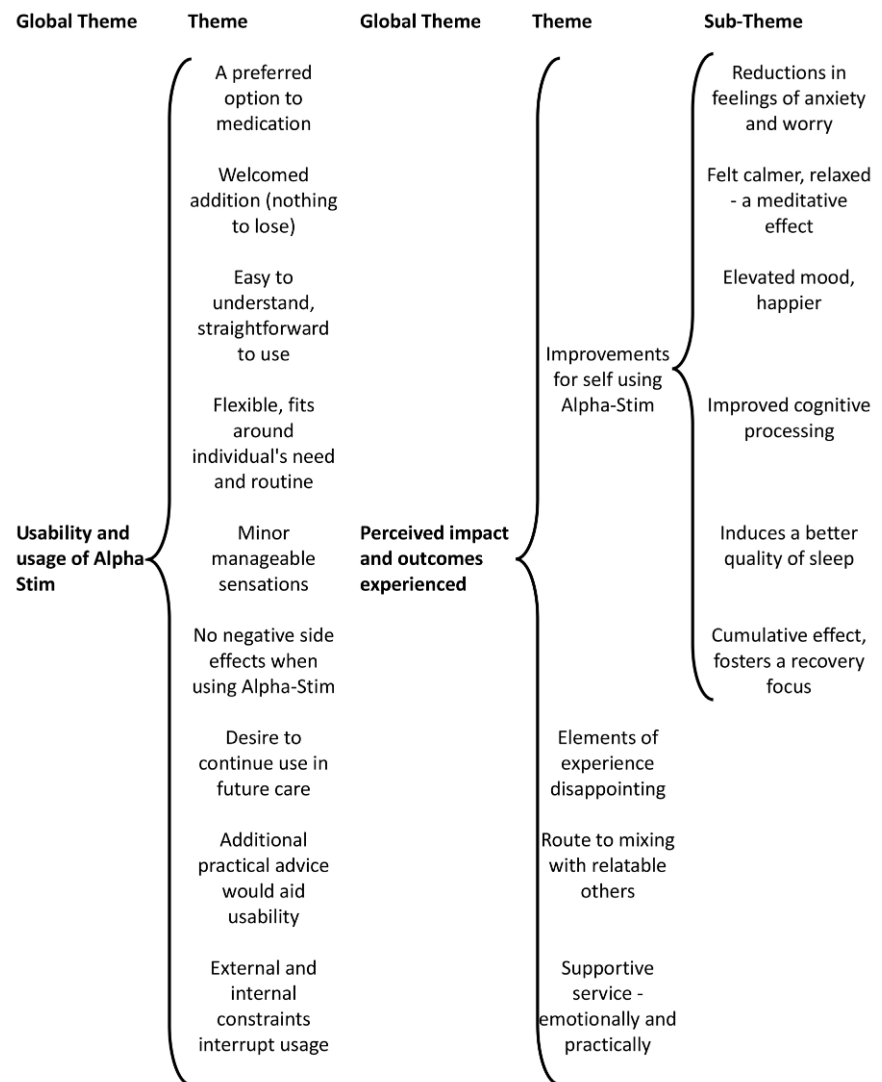 Global Theme
Theme
Global Theme
Theme
Sub-Theme
Usability and
usage of Alpha
Stim
A preferred
option to
medication
Welcomed
addition (nothing
to lose)
Easy to
understand,
straightforward
to use
Flexible, fits
around
individual's need
and routine
Minor
manageable
sensations
No negative side
effects when
using Alpha-Stim
Desire to
continue use in
future care
Additional
practical advice
would aid
usability
External and
internal
constraints
interrupt usage
Perceived impact
and outcomes
experienced
Improvements
for self using
Alpha-Stim
Elements of
experience
disappointing
Route to mixing
with relatable
others
Supportive
service -
emotionally and
practically
Reductions in
feelings of anxiety
and worry
Felt calmer, relaxed
- a meditative
effect
Elevated mood,
happier
Improved cognitive
processing
Induces a better
quality of sleep
Cumulative effect,
fosters a recovery
focus